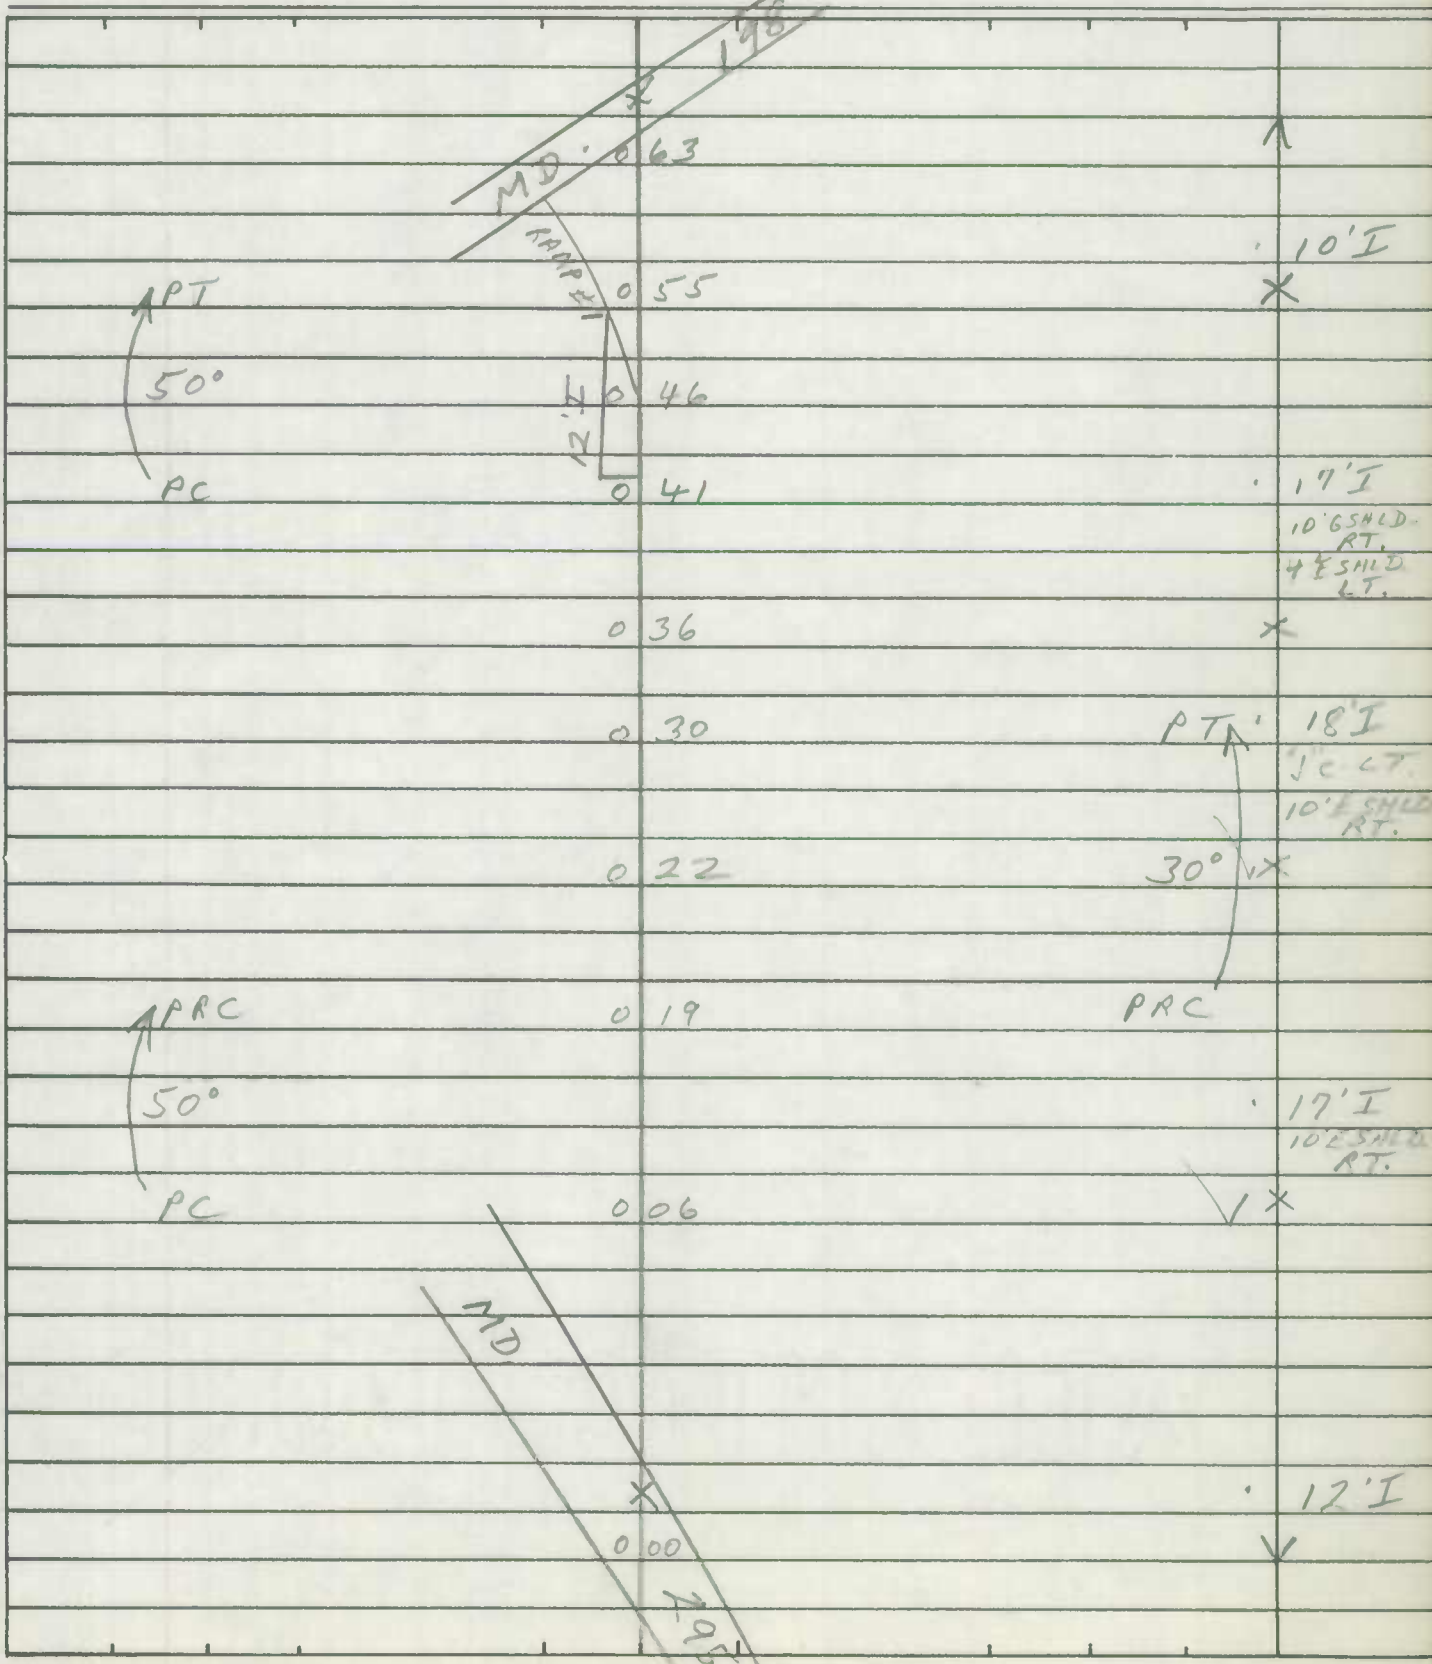 198
MD.
0 63
10' I
RAMP #1
0 55
PT
50°
12' I
0 46
PC
0 41
17' I
10' G SHLD.
RT.
4' E SHLD.
LT.
0 36
0 30
PT
18' I
LT.
10' E SHLD
RT.
0 22
30°
PRC
0 19
PRC
50°
17' I
10' E SHLD
RT.
PC
0 06
MD.
12' I
0 00
I 95